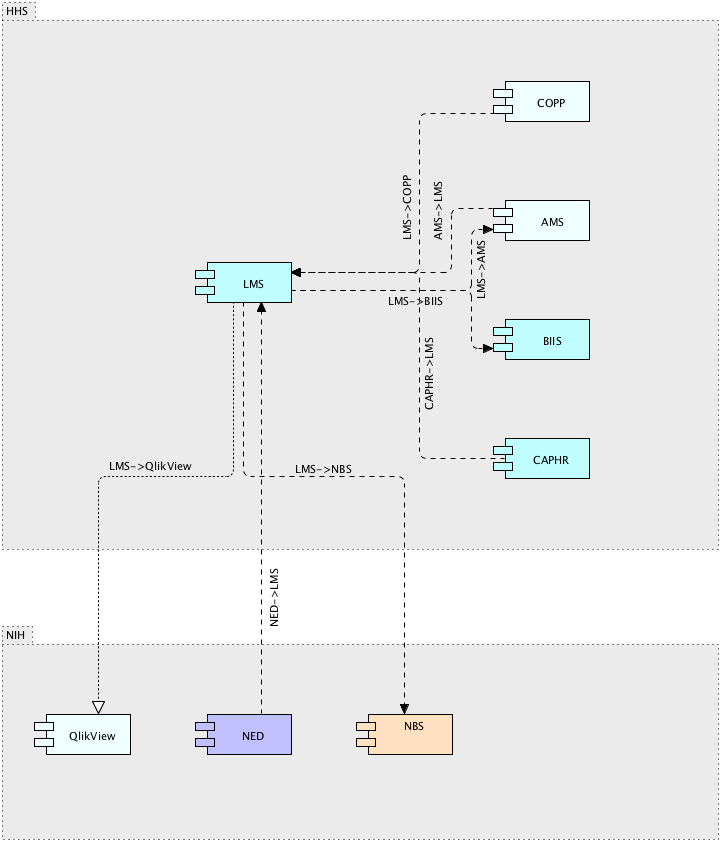 HHS
COPP
LMS->COPP
AMS->LMS
AMS
LMS->AMS
LMS
LMS->BIIS
BIIS
CAPHR->LMS
CAPHR
LMS->QlikView
LMS->NBS
NED->LMS
NIH
QlikView
NED
NBS